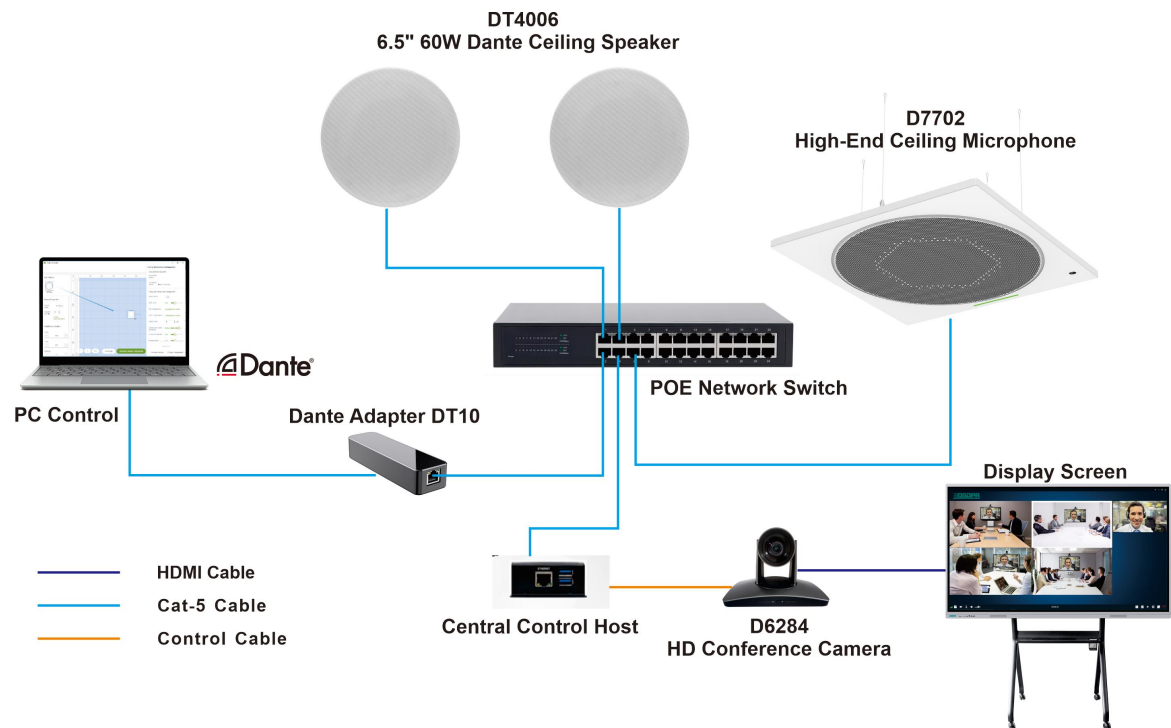 DT4006
6.5" 60W Dante Ceiling Speaker
D7702
High-End Ceiling Microphone
Dante®
POE Network Switch
PC Control
Dante Adapter DT10
Display Screen
HDMI Cable
Cat-5 Cable
Control Cable
ETHERNET
Central Control Host
D6284
HD Conference Camera